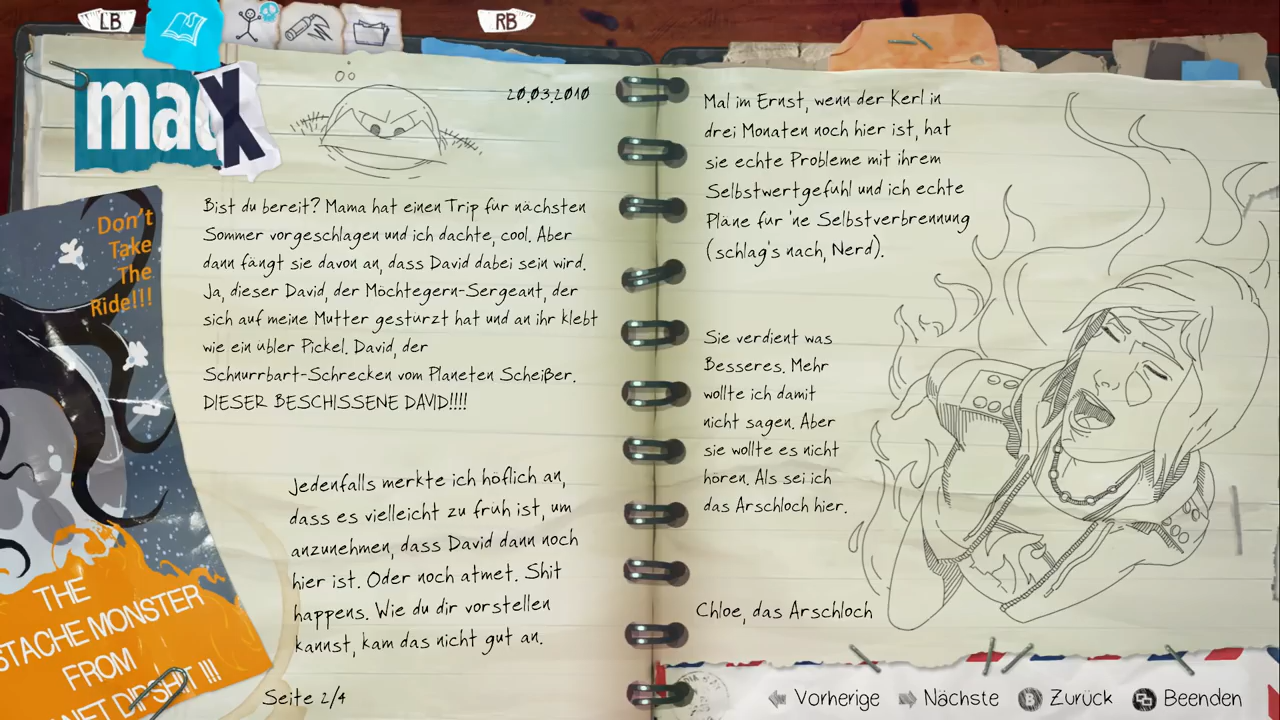 LB
RB
max
20.03.2010
Don't
Take
The
Ride!!!
Bist du bereit? Mama hat einen Trip fur nächsten
Sommer vorgeschlagen und ich dachte, cool. Aber
dann fängt sie davon an, dass David dabei sein wird.
Ja, dieser David, der Möchtegern-Sergeant, der
sich auf meine Mutter gesturzt hat und an ihr klebt
wie ein ubler Pickel. David, der
Schnurrbart-Schrecken vom Planeten Scheißer.
DIESER BESCHISSENE DAVID!!!!
Jedenfalls merkte ich höflich an,
dass es vielleicht zu fruh ist, um
anzunehmen, dass David dann noch
hier ist. Oder noch atmet. Shit
happens. Wie du dir vorstellen
kannst, kam das nicht gut an.
THE
STACHE MONSTER
FROM
ANET DIPSHIT !!!
Seite 2/4
Mal im Ernst, wenn der Kerl in
drei Monaten noch hier ist, hat
sie echte Probleme mit ihrem
Selbstwertgefuhl und ich echte
Pläne fur 'ne Selbstverbrennung
(schlag's nach, Nerd).
Sie verdient was
Besseres. Mehr
wollte ich damit
nicht sagen. Aber
sie wollte es nicht
hören. Als sei ich
das Arschloch hier.
Chloe, das Arschloch
Vorherige
Nächste
B Zurück
Beenden